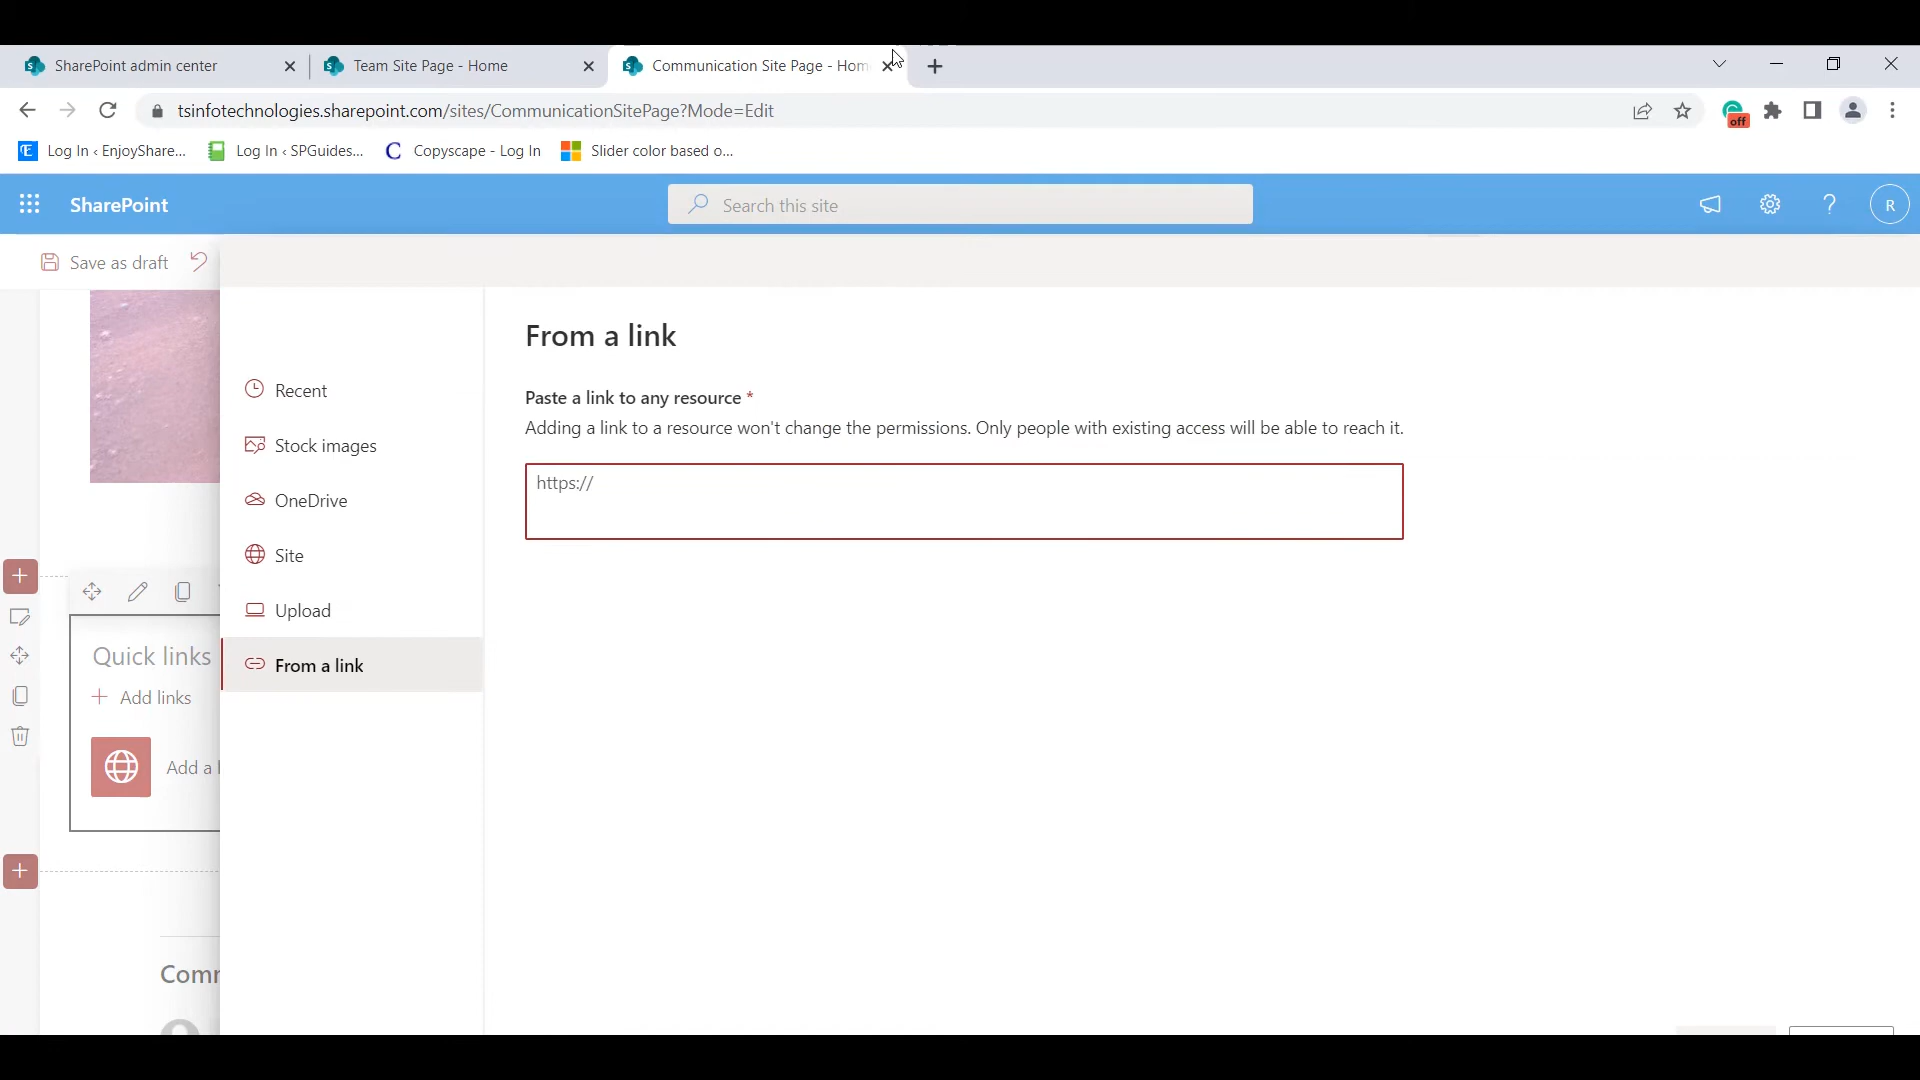 SharePoint admin center
Team Site Page - Home
Communication Site Page - Hom
tsinfotechnologies.sharepoint.com/sites/CommunicationSitePage?Mode=Edit
off
Log In ‹ EnjoyShare...
Log In ‹ SPGuides...
Copyscape - Log In
Slider color based o...
SharePoint
Search this site
R
Save as draft
From a link
Paste a link to any resource *
Adding a link to a resource won't change the permissions. Only people with existing access will be able to reach it.
https://
Recent
Stock images
OneDrive
Site
Upload
From a link
Quick links
Add links
Add a l
Comm